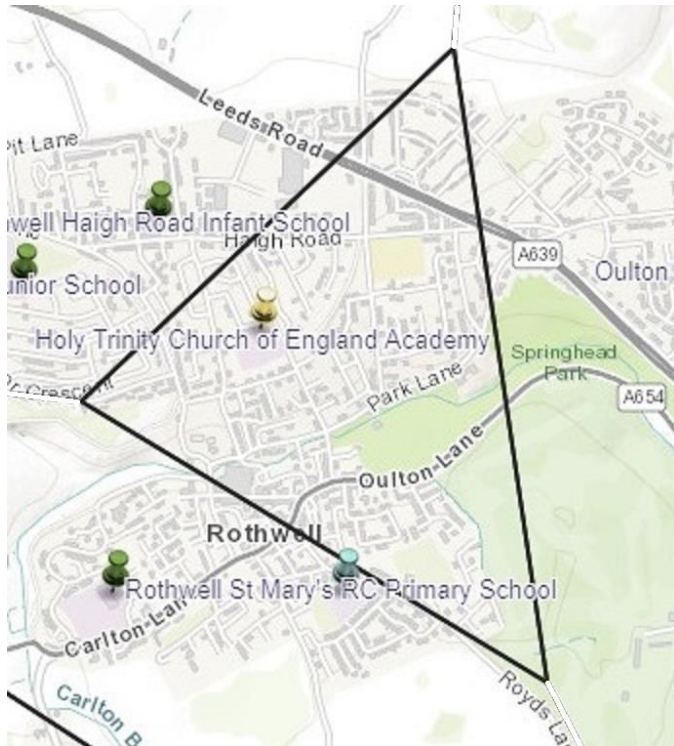 Leeds Road
Pit Lane
well Haigh Road Infant School
Haigh Road
A639
Oulton
unior School
Holy Trinity Church of England Academy
Springhead
Park
Crescent
Park Lane
A654
Oulton Lane
Rothwell
Rothwell St Mary's RC Primary School
Carlton Lane
Royds La
Carlton B